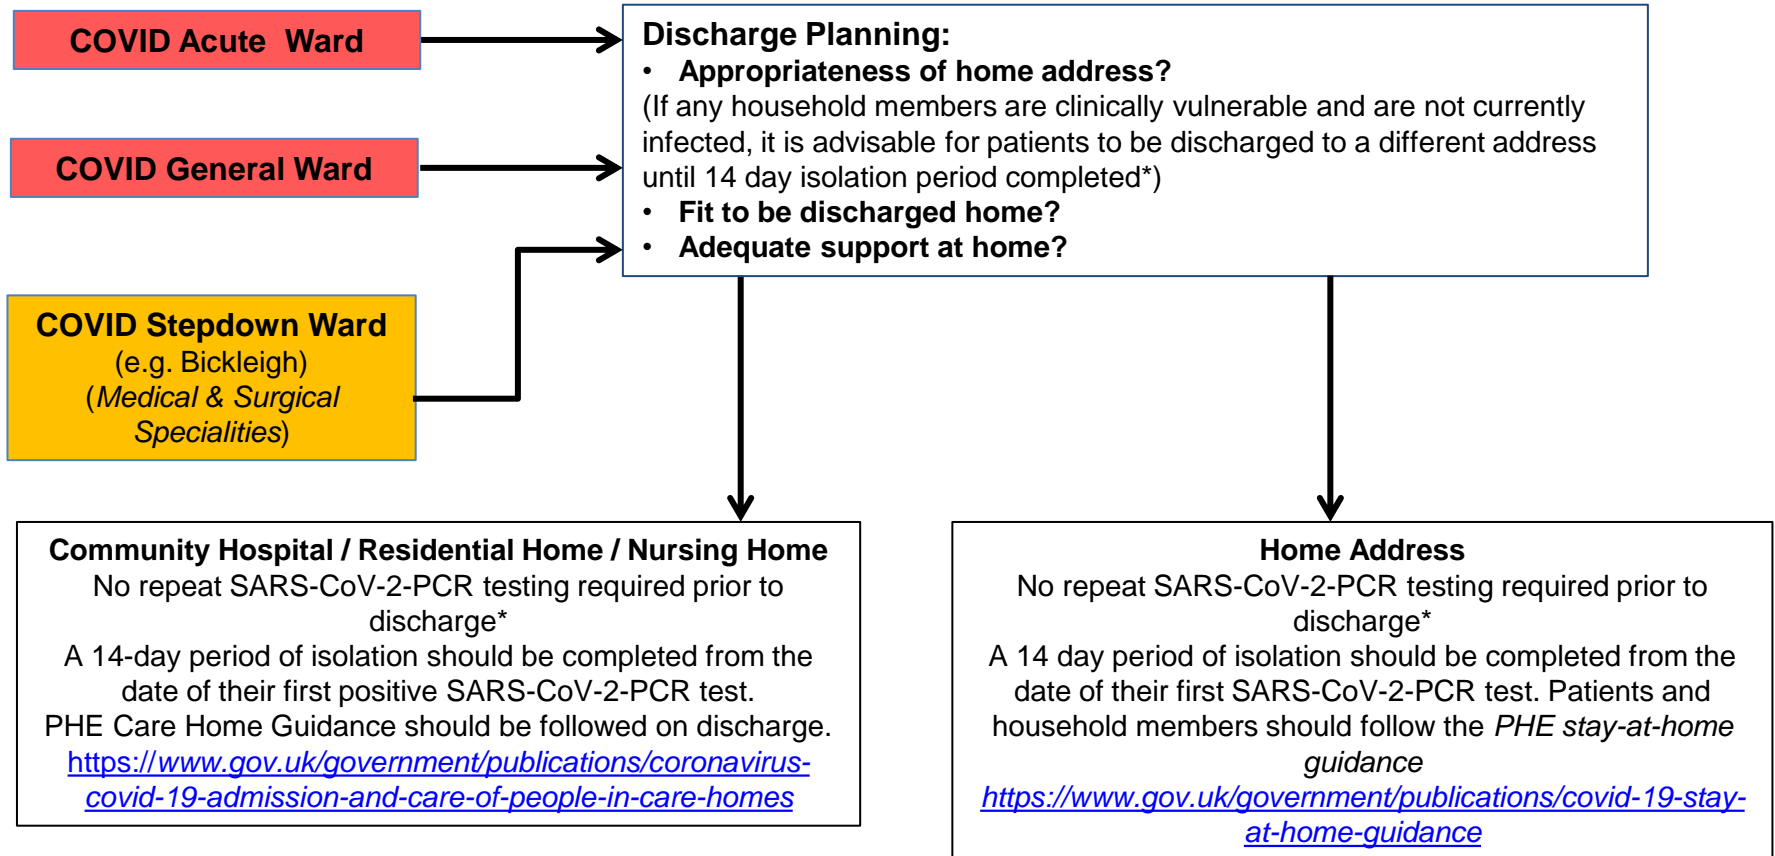 COVID Acute  Ward
COVID General Ward
COVID Stepdown Ward
(e.g. Bickleigh)
(Medical & Surgical
Specialities)
Discharge Planning:
• Appropriateness of home address?
(If any household members are clinically vulnerable and are not currently
infected, it is advisable for patients to be discharged to a different address
until 14 day isolation period completed*)
• Fit to be discharged home?
• Adequate support at home?
Community Hospital / Residential Home / Nursing Home
No repeat SARS-CoV-2-PCR testing required prior to
discharge*
A 14-day period of isolation should be completed from the
date of their first positive SARS-CoV-2-PCR test.
PHE Care Home Guidance should be followed on discharge.
https://www.gov.uk/government/publications/coronavirus-
covid-19-admission-and-care-of-people-in-care-homes
Home Address
No repeat SARS-CoV-2-PCR testing required prior to
discharge*
A 14 day period of isolation should be completed from the
date of their first SARS-CoV-2-PCR test. Patients and
household members should follow the PHE stay-at-home
guidance
https://www.gov.uk/government/publications/covid-19-stay-
at-home-guidance